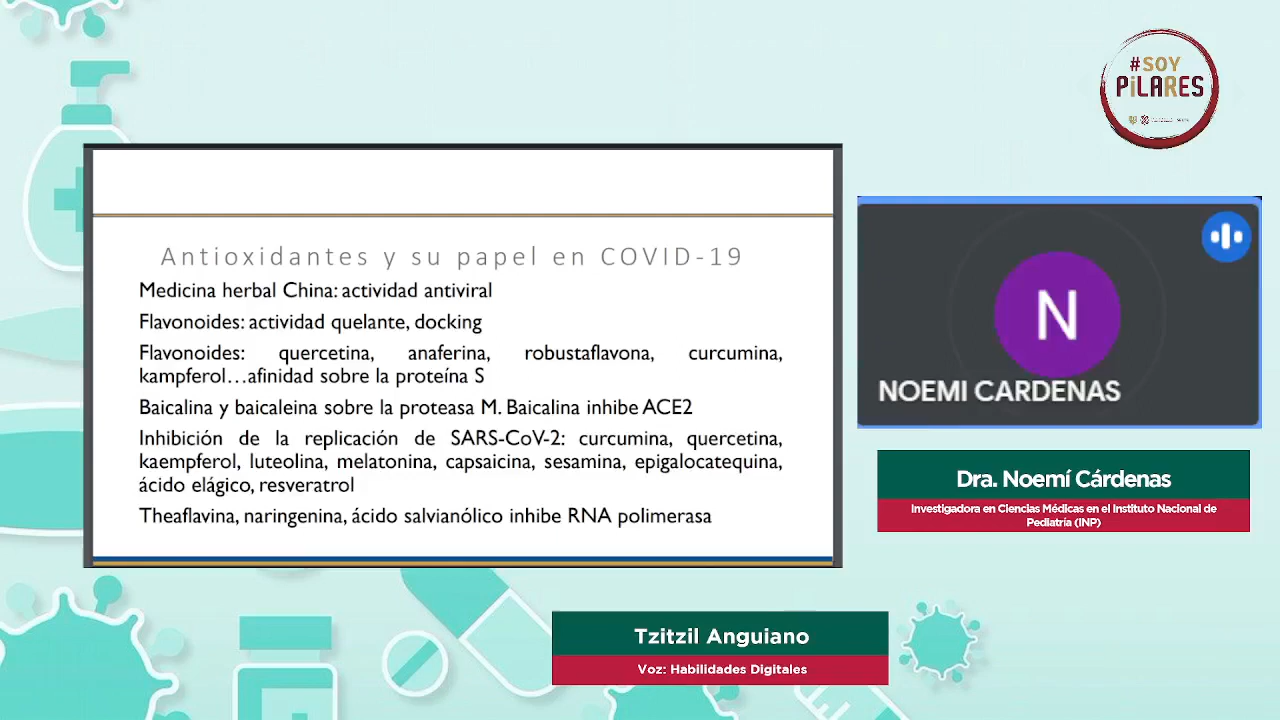 #SOY
PiLARES
Antioxidantes y su papel en COVID-19
Medicina herbal China: actividad antiviral
Flavonoides: actividad quelante, docking
Flavonoides: quercetina, anaferina, robustaflavona, curcumina,
kampferol…afinidad sobre la proteína S
Baicalina y baicaleina sobre la proteasa M. Baicalina inhibe ACE2
Inhibición de la replicación de SARS-CoV-2: curcumina, quercetina,
kaempferol, luteolina, melatonina, capsaicina, sesamina, epigalocatequina,
ácido elágico, resveratrol
Theaflavina, naringenina, ácido salvianólico inhibe RNA polimerasa
N
NOEMI CARDENAS
Dra. Noemí Cárdenas
Investigadora en Ciencias Médicas en el Instituto Nacional de
Pediatría (INP)
Tzitzil Anguiano
Voz: Habilidades Digitales